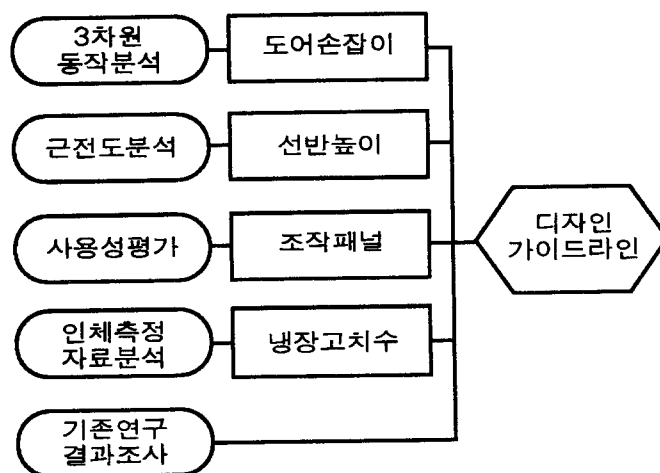 3차원
동작분석
도어손잡이
근전도분석
선반높이
사용성평가
조작패널
디자인
가이드라인
인체측정
자료분석
냉장고치수
기존연구
결과조사